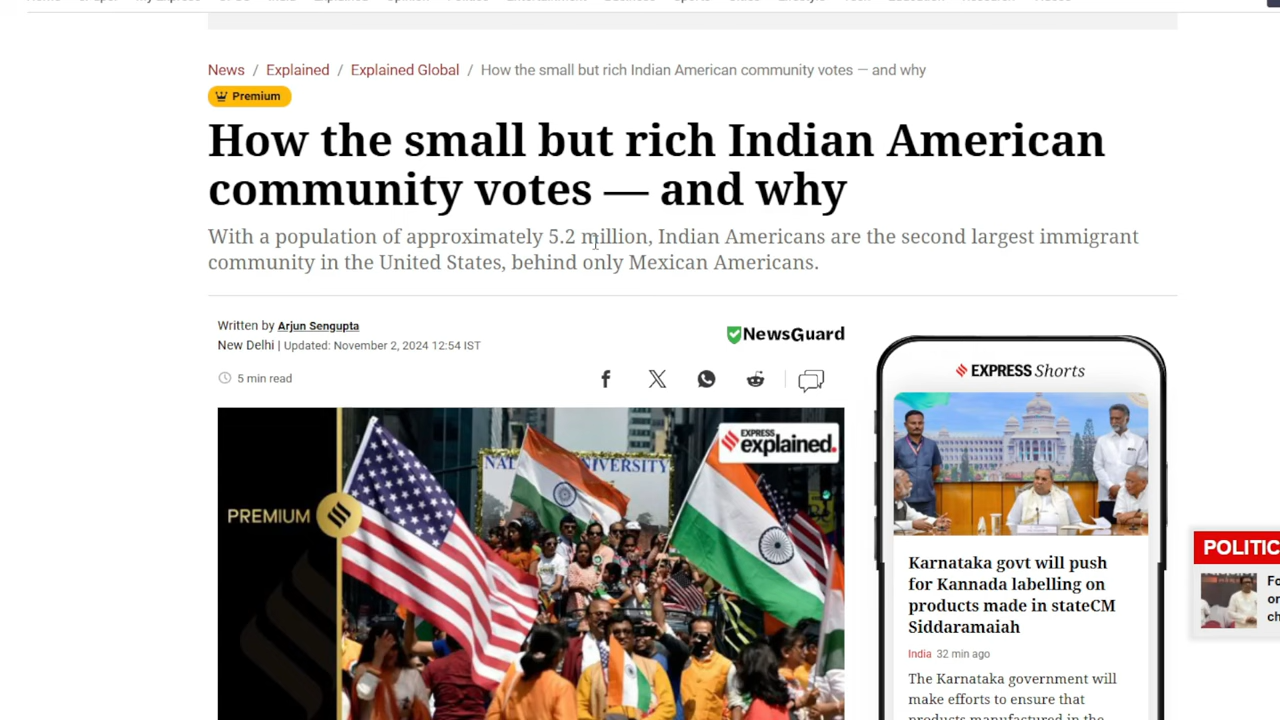 News / Explained / Explained Global / How the small but rich Indian American community votes — and why
Premium
How the small but rich Indian American
community votes — and why
With a population of approximately 5.2 million, Indian Americans are the second largest immigrant
community in the United States, behind only Mexican Americans.
Written by Arjun Sengupta
New Delhi | Updated: November 2, 2024 12:54 IST
5 min read
NewsGuard
EXPRESS
explained.
PREMIUM
EXPRESS Shorts
Karnataka govt will push
for Kannada labelling on
products made in stateCM
Siddaramaiah
India 32 min ago
The Karnataka government will
make efforts to ensure that
products manufactured in the
POLITIC